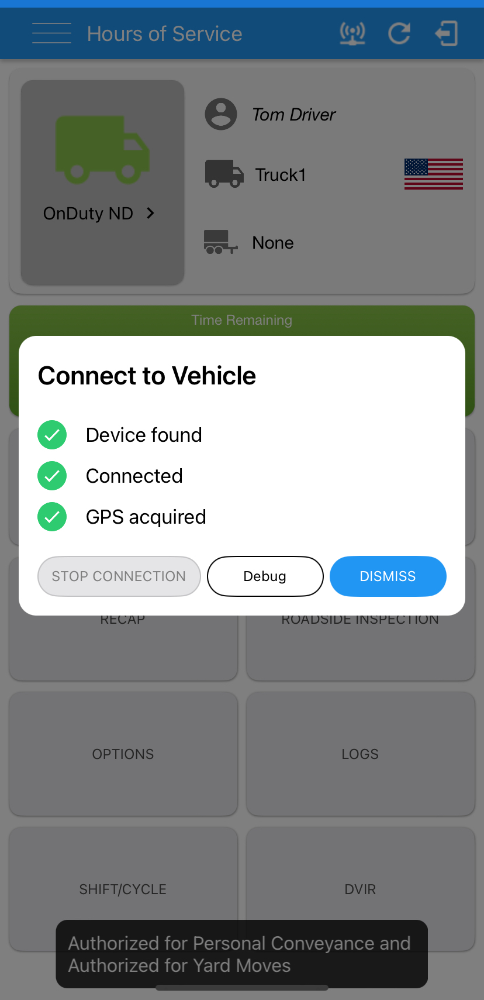 Hours of Service
Tom Driver
Truck1
OnDuty ND
None
Time Remaining
Connect to Vehicle
Device found
Connected
GPS acquired
STOP CONNECTION
Debug
DISMISS
RECAP
ROADSIDE INSPECTION
OPTIONS
LOGS
SHIFT/CYCLE
DVIR
Authorized for Personal Conveyance and
Authorized for Yard Moves